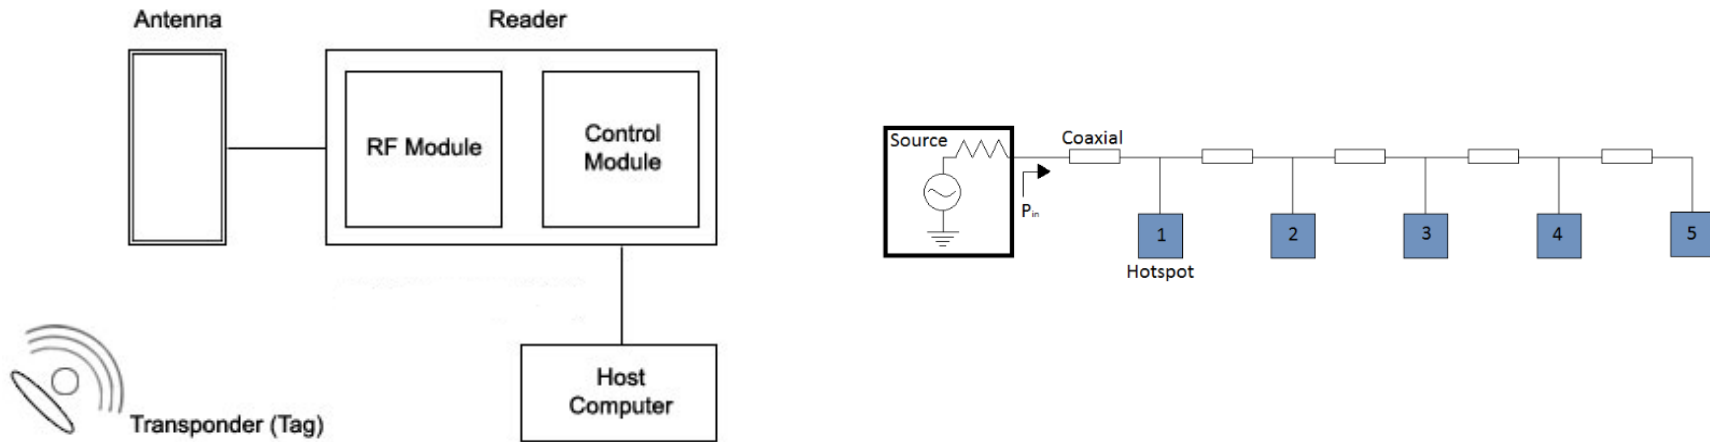 Antenna
Reader
RF Module
Control
Module
Host
Computer
Transponder (Tag)
Source
Coaxial
Pin
1
2
3
4
5
Hotspot